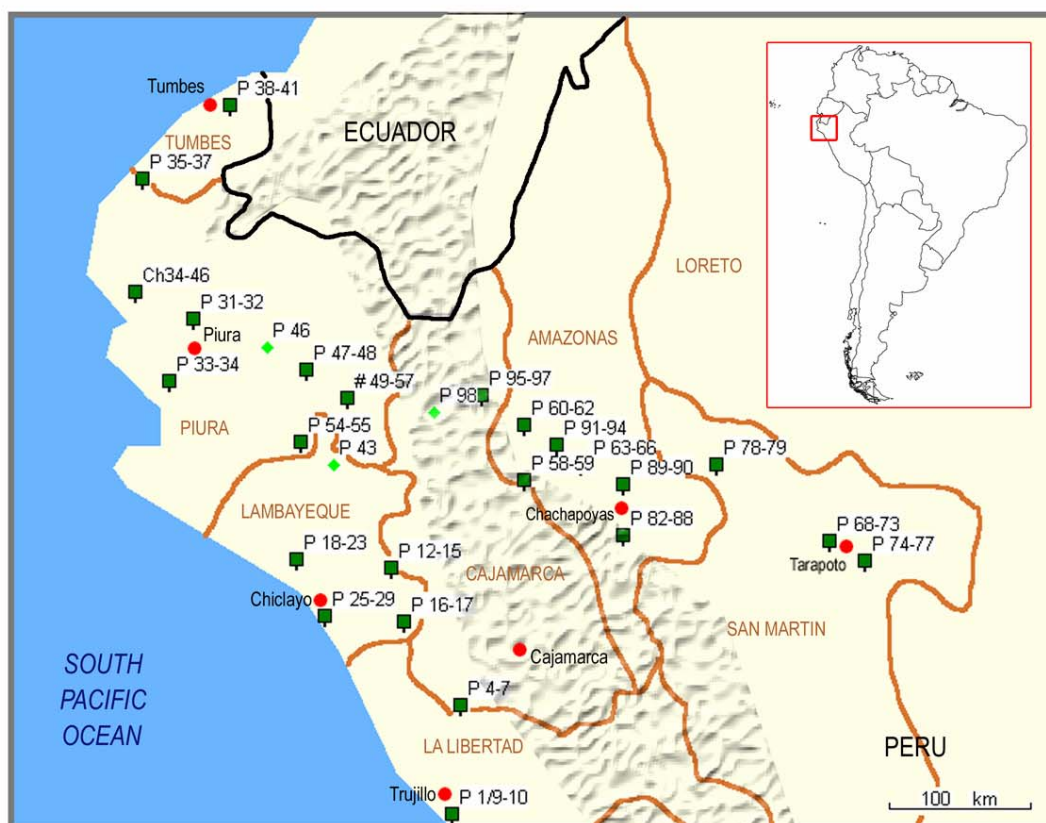 Tumbes
P 38-41
ECUADOR
TUMBES
P 35-37
LORETO
Ch34-46
P 31-32
Piura
P 46
AMAZONAS
P 33-34
P 47-48
# 49-57
P 98
P 95-97
PIURA
P 54-55
P 43
P 60-62
P 91-94
P 63-66
P 58-59
P 89-90
P 78-79
LAMBAYEQUE
Chachapoyas
P 82-88
P 18-23
P 12-15
P 68-73
Tarapoto
P 74-77
CAJAMARCA
Chiclayo
P 25-29
P 16-17
SAN MARTIN
Cajamarca
SOUTH
PACIFIC
OCEAN
P 4-7
LA LIBERTAD
PERU
Trujillo
P 1/9-10
100 km